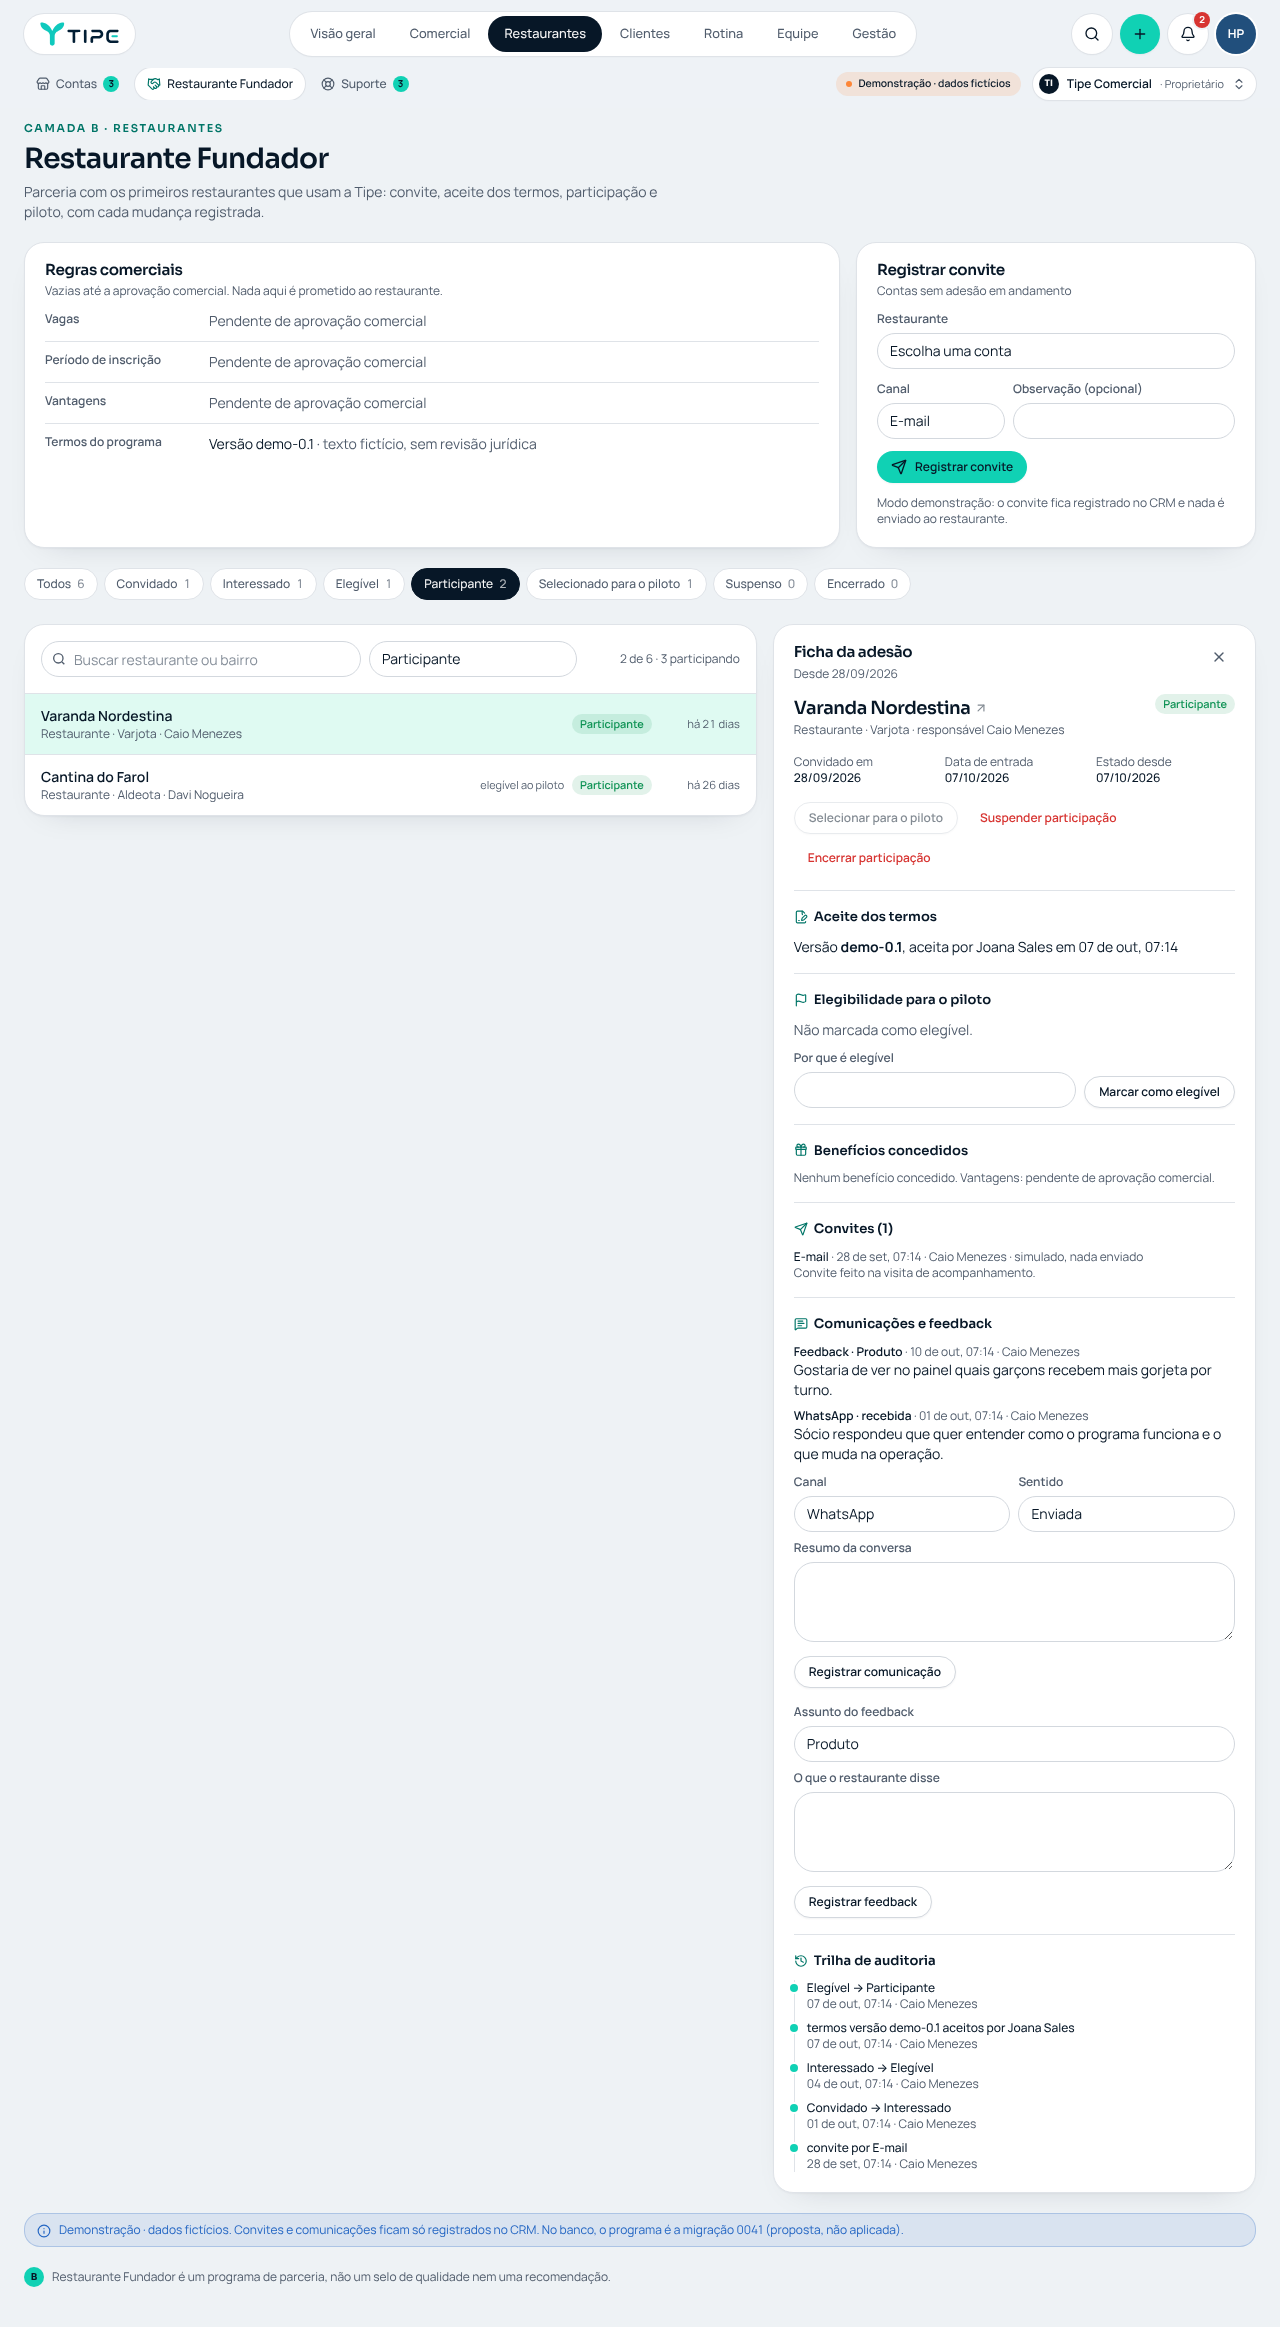 TIPE
Visão geral
Comercial
Restaurantes
Clientes
Rotina
Equipe
Gestão
2
HP
Contas 3
Restaurante Fundador
Suporte 3
Demonstração · dados fictícios
TI Tipe Comercial · Proprietário
CAMADA B · RESTAURANTES
Restaurante Fundador
Parceria com os primeiros restaurantes que usam a Tipe: convite, aceite dos termos, participação e
piloto, com cada mudança registrada.
Regras comerciais
Vazias até a aprovação comercial. Nada aqui é prometido ao restaurante.
Vagas Pendente de aprovação comercial
Período de inscrição Pendente de aprovação comercial
Vantagens Pendente de aprovação comercial
Termos do programa Versão demo-0.1 · texto fictício, sem revisão jurídica
Registrar convite
Contas sem adesão em andamento
Restaurante
Escolha uma conta
Canal Observação (opcional)
E-mail
Registrar convite
Modo demonstração: o convite fica registrado no CRM e nada é
enviado ao restaurante.
Todos 6
Convidado 1
Interessado 1
Elegível 1
Participante 2
Selecionado para o piloto 1
Suspenso 0
Encerrado 0
Buscar restaurante ou bairro
Participante
2 de 6 · 3 participando
Varanda Nordestina
Restaurante · Varjota · Caio Menezes
Participante
há 21 dias
Cantina do Farol
Restaurante · Aldeota · Davi Nogueira
elegível ao piloto
Participante
há 26 dias
Ficha da adesão
Desde 28/09/2026
Varanda Nordestina
Participante
Restaurante · Varjota · responsável Caio Menezes
Convidado em Data de entrada Estado desde
28/09/2026 07/10/2026 07/10/2026
Selecionar para o piloto
Suspender participação
Encerrar participação
Aceite dos termos
Versão demo-0.1, aceita por Joana Sales em 07 de out, 07:14
Elegibilidade para o piloto
Não marcada como elegível.
Por que é elegível
Marcar como elegível
Benefícios concedidos
Nenhum benefício concedido. Vantagens: pendente de aprovação comercial.
Convites (1)
E-mail · 28 de set, 07:14 · Caio Menezes · simulado, nada enviado
Convite feito na visita de acompanhamento.
Comunicações e feedback
Feedback · Produto · 10 de out, 07:14 · Caio Menezes
Gostaria de ver no painel quais garçons recebem mais gorjeta por
turno.
WhatsApp · recebida · 01 de out, 07:14 · Caio Menezes
Sócio respondeu que quer entender como o programa funciona e o
que muda na operação.
Canal Sentido
WhatsApp Enviada
Resumo da conversa
Registrar comunicação
Assunto do feedback
Produto
O que o restaurante disse
Registrar feedback
Trilha de auditoria
Elegível → Participante
07 de out, 07:14 · Caio Menezes
termos versão demo-0.1 aceitos por Joana Sales
07 de out, 07:14 · Caio Menezes
Interessado → Elegível
04 de out, 07:14 · Caio Menezes
Convidado → Interessado
01 de out, 07:14 · Caio Menezes
convite por E-mail
28 de set, 07:14 · Caio Menezes
Demonstração · dados fictícios. Convites e comunicações ficam só registrados no CRM. No banco, o programa é a migração 0041 (proposta, não aplicada).
B Restaurante Fundador é um programa de parceria, não um selo de qualidade nem uma recomendação.